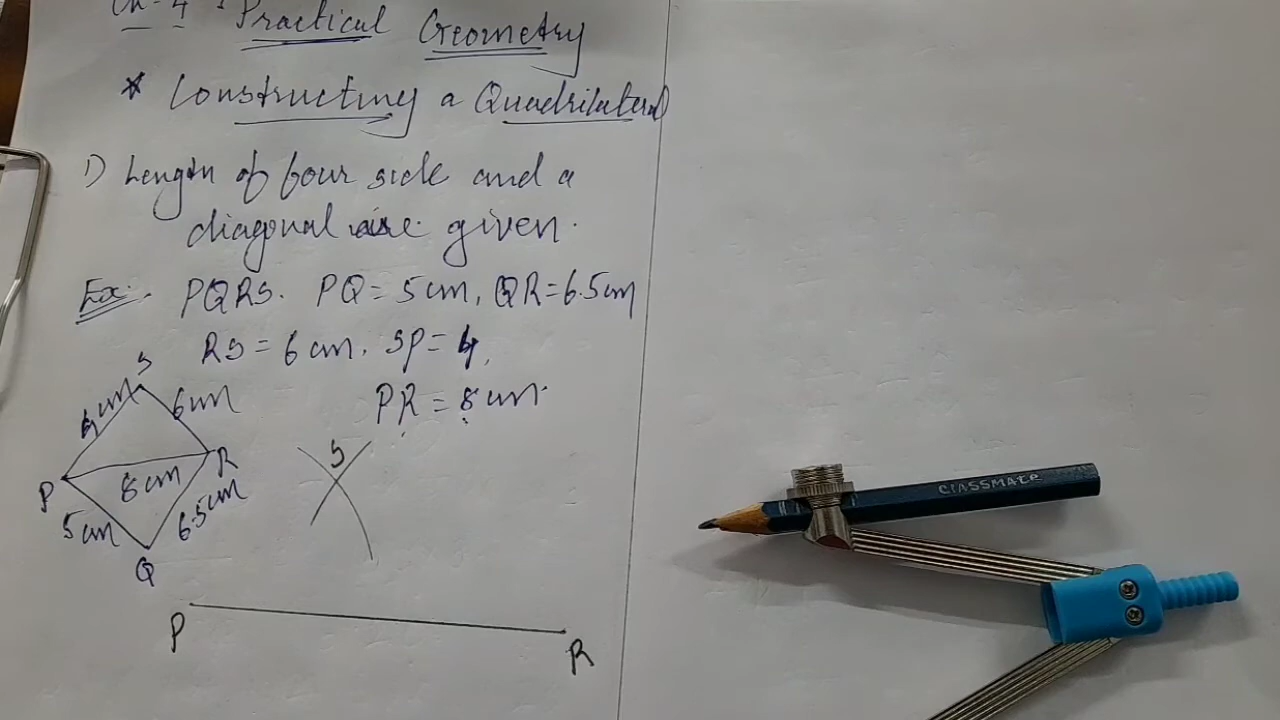 Ch-4: Practical Geometry
* Constructing a Quadrilateral
1) Length of four side and a
diagonal are given.
Ex:- PQRS. PQ = 5cm, QR = 6.5cm
RS = 6cm, SP = 4,
PR = 8cm.
S
4cm
6cm
P
8cm
R
5cm
6.5cm
Q
S
P
R
CLASSMATE